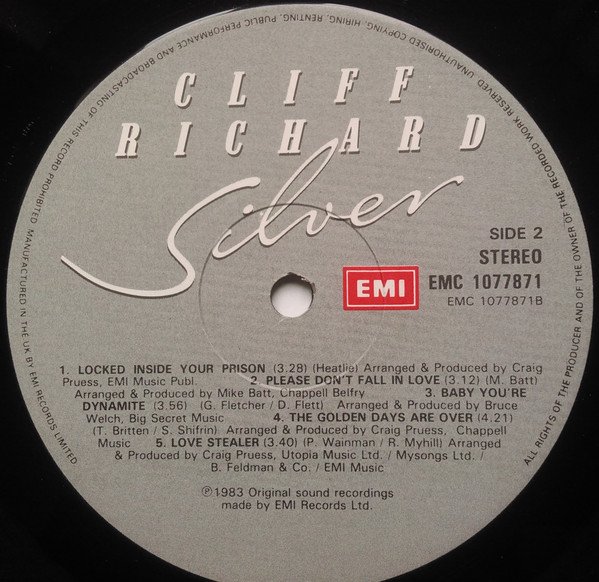 UNAUTHORISED COPYING, HIRING, RENTING, PUBLIC PERFORMANCE AND BROADCASTING OF THIS RECORD PROHIBITED. MANUFACTURED IN THE UK BY EMI RECORDS LIMITED
ALL RIGHTS OF THE PRODUCER AND OF THE OWNER OF THE RECORDED WORK RESERVED.
CLIFF
RICHARD
Silver
SIDE 2
STEREO
EMI
EMC 1077871
EMC 1077871B
1. LOCKED INSIDE YOUR PRISON (3.28) (Heatlie) Arranged & Produced by Craig
Pruess, EMI Music Publ. 2. PLEASE DON'T FALL IN LOVE (3.12) (M. Batt)
Arranged & Produced by Mike Batt, Chappell Belfry 3. BABY YOU'RE
DYNAMITE (3.56) (G. Fletcher / D. Flett) Arranged & Produced by Bruce
Welch, Big Secret Music 4. THE GOLDEN DAYS ARE OVER (4.21)
(T. Britten / S. Shifrin) Arranged & Produced by Craig Pruess, Chappell
Music 5. LOVE STEALER (3.40) (P. Wainman / R. Myhill) Arranged
& Produced by Craig Pruess, Utopia Music Ltd. / Mysongs Ltd. /
B. Feldman & Co. / EMI Music
℗1983 Original sound recordings
made by EMI Records Ltd.